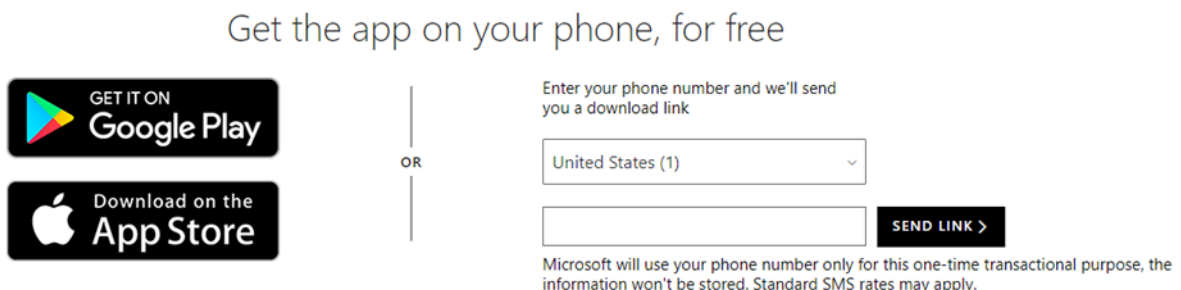 Get the app on your phone, for free
GET IT ON
Google Play
Download on the
App Store
OR
Enter your phone number and we'll send
you a download link
United States (1)
SEND LINK
Microsoft will use your phone number only for this one-time transactional purpose, the
information won't be stored. Standard SMS rates may apply.